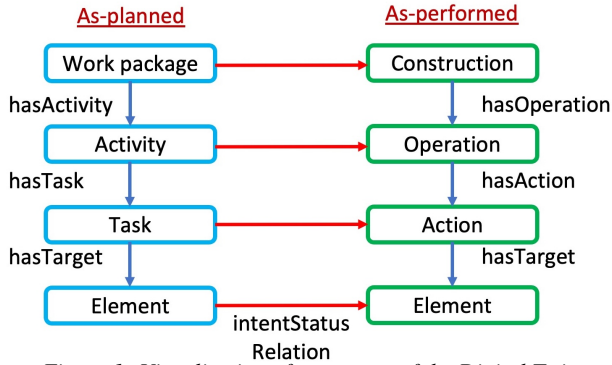 As-planned As-performed
Work package Construction
hasActivity hasOperation
Activity Operation
hasTask hasAction
Task Action
hasTarget hasTarget
Element Element
intentStatus
Relation